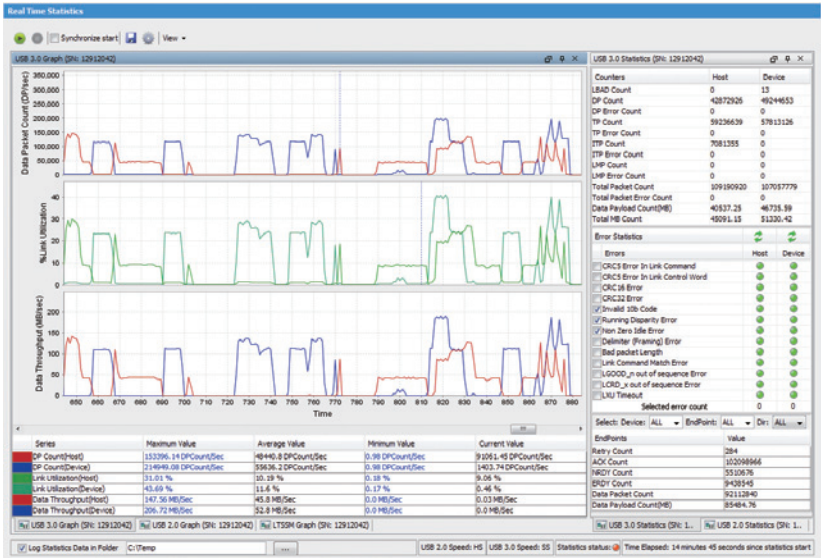 Real Time Statistics
Synchronize start View
USB 3.0 Graph (SN: 12912042)
Data Packet Count (DP/sec)
350,000
300,000
250,000
200,000
150,000
100,000
50,000
0
%Link Utilization
40
30
20
10
0
Data Throughput (MB/sec)
200
150
100
50
0
650 660 670 680 690 700 710 720 730 740 750 760 770 780 790 800 810 820 830 840 850 860 870 880
Time
Series Maximum Value Average Value Minimum Value Current Value
DP Count(Host) 153396.14 DPCount/Sec 48440.8 DPCount/Sec 0.98 DPCount/Sec 91061.45 DPCount/Sec
DP Count(Device) 214949.08 DPCount/Sec 55636.2 DPCount/Sec 0.98 DPCount/Sec 1403.74 DPCount/Sec
Link Utilization(Host) 31.01 % 10.19 % 0.18 % 9.06 %
Link Utilization(Device) 43.69 % 11.6 % 0.17 % 0.46 %
Data Throughput(Host) 147.56 MB/Sec 45.8 MB/Sec 0.0 MB/Sec 0.03 MB/Sec
Data Throughput(Device) 206.72 MB/Sec 52.8 MB/Sec 0.0 MB/Sec 0.0 MB/Sec
USB 3.0 Graph (SN: 12912042) USB 2.0 Graph (SN: 12912042) LTSSM Graph (SN: 12912042)
USB 3.0 Statistics (SN: 12912042)
Counters Host Device
LBAD Count 0 13
DP Count 42872926 49244653
DP Error Count 0 0
TP Count 59236639 57813126
TP Error Count 0 0
ITP Count 7081355 0
ITP Error Count 0 0
LMP Count 0 0
LMP Error Count 0 0
Total Packet Count 109190920 107057779
Total Packet Error Count 0 0
Data Payload Count(MB) 40537.25 46735.59
Total MB Count 45091.15 51330.42
Error Statistics
Errors Host Device
CRC5 Error In Link Command
CRC5 Error In Link Control Word
CRC16 Error
CRC32 Error
Invalid 10b Code
Running Disparity Error
Non Zero Idle Error
Delimiter (Framing) Error
Bad packet Length
Link Command Match Error
LGOOD_n out of sequence Error
LCRD_x out of sequence Error
LXU Timeout
Selected error count 0 0
Select: Device: ALL EndPoint: ALL Dir: ALL
EndPoints Value
Retry Count 284
ACK Count 102098966
NRDY Count 5510676
ERDY Count 9438545
Data Packet Count 92112840
Data Payload Count(MB) 85484.76
USB 3.0 Statistics (SN: 1.. USB 2.0 Statistics (SN: 1..
Log Statistics Data in Folder C:\Temp ... USB 2.0 Speed: HS USB 3.0 Speed: SS Statistics status: Time Elapsed: 14 minutes 45 seconds since statistics start